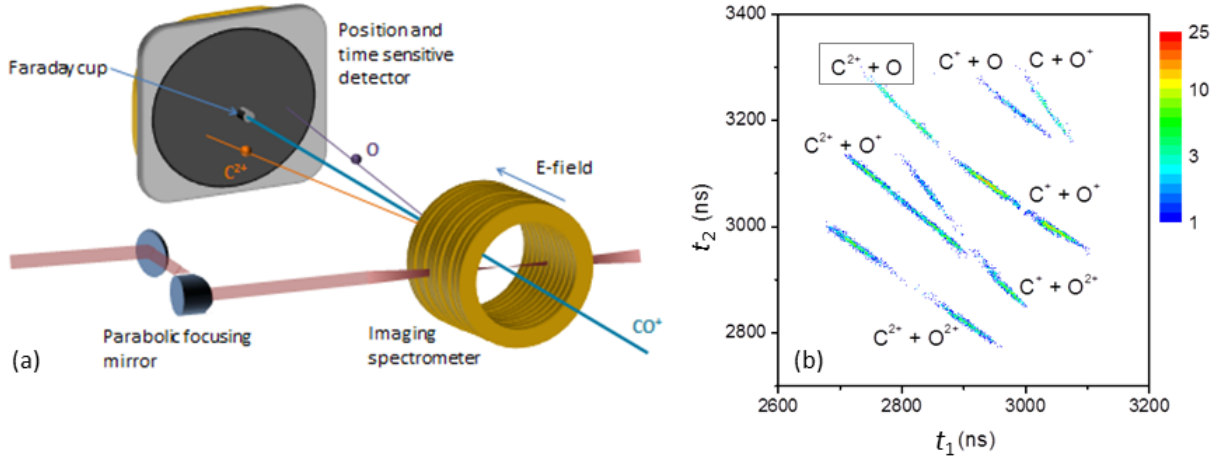 Position and
time sensitive
detector
Faraday cup
O
C²⁺
E-field
Parabolic focusing
mirror
Imaging
spectrometer
CO⁺
(a)
3400
3200
3000
2800
t₂ (ns)
C²⁺ + O
C⁺ + O
C + O⁺
C²⁺ + O⁺
C⁺ + O⁺
C⁺ + O²⁺
C²⁺ + O²⁺
(b)
2600
2800
3000
3200
t₁ (ns)
25
10
3
1